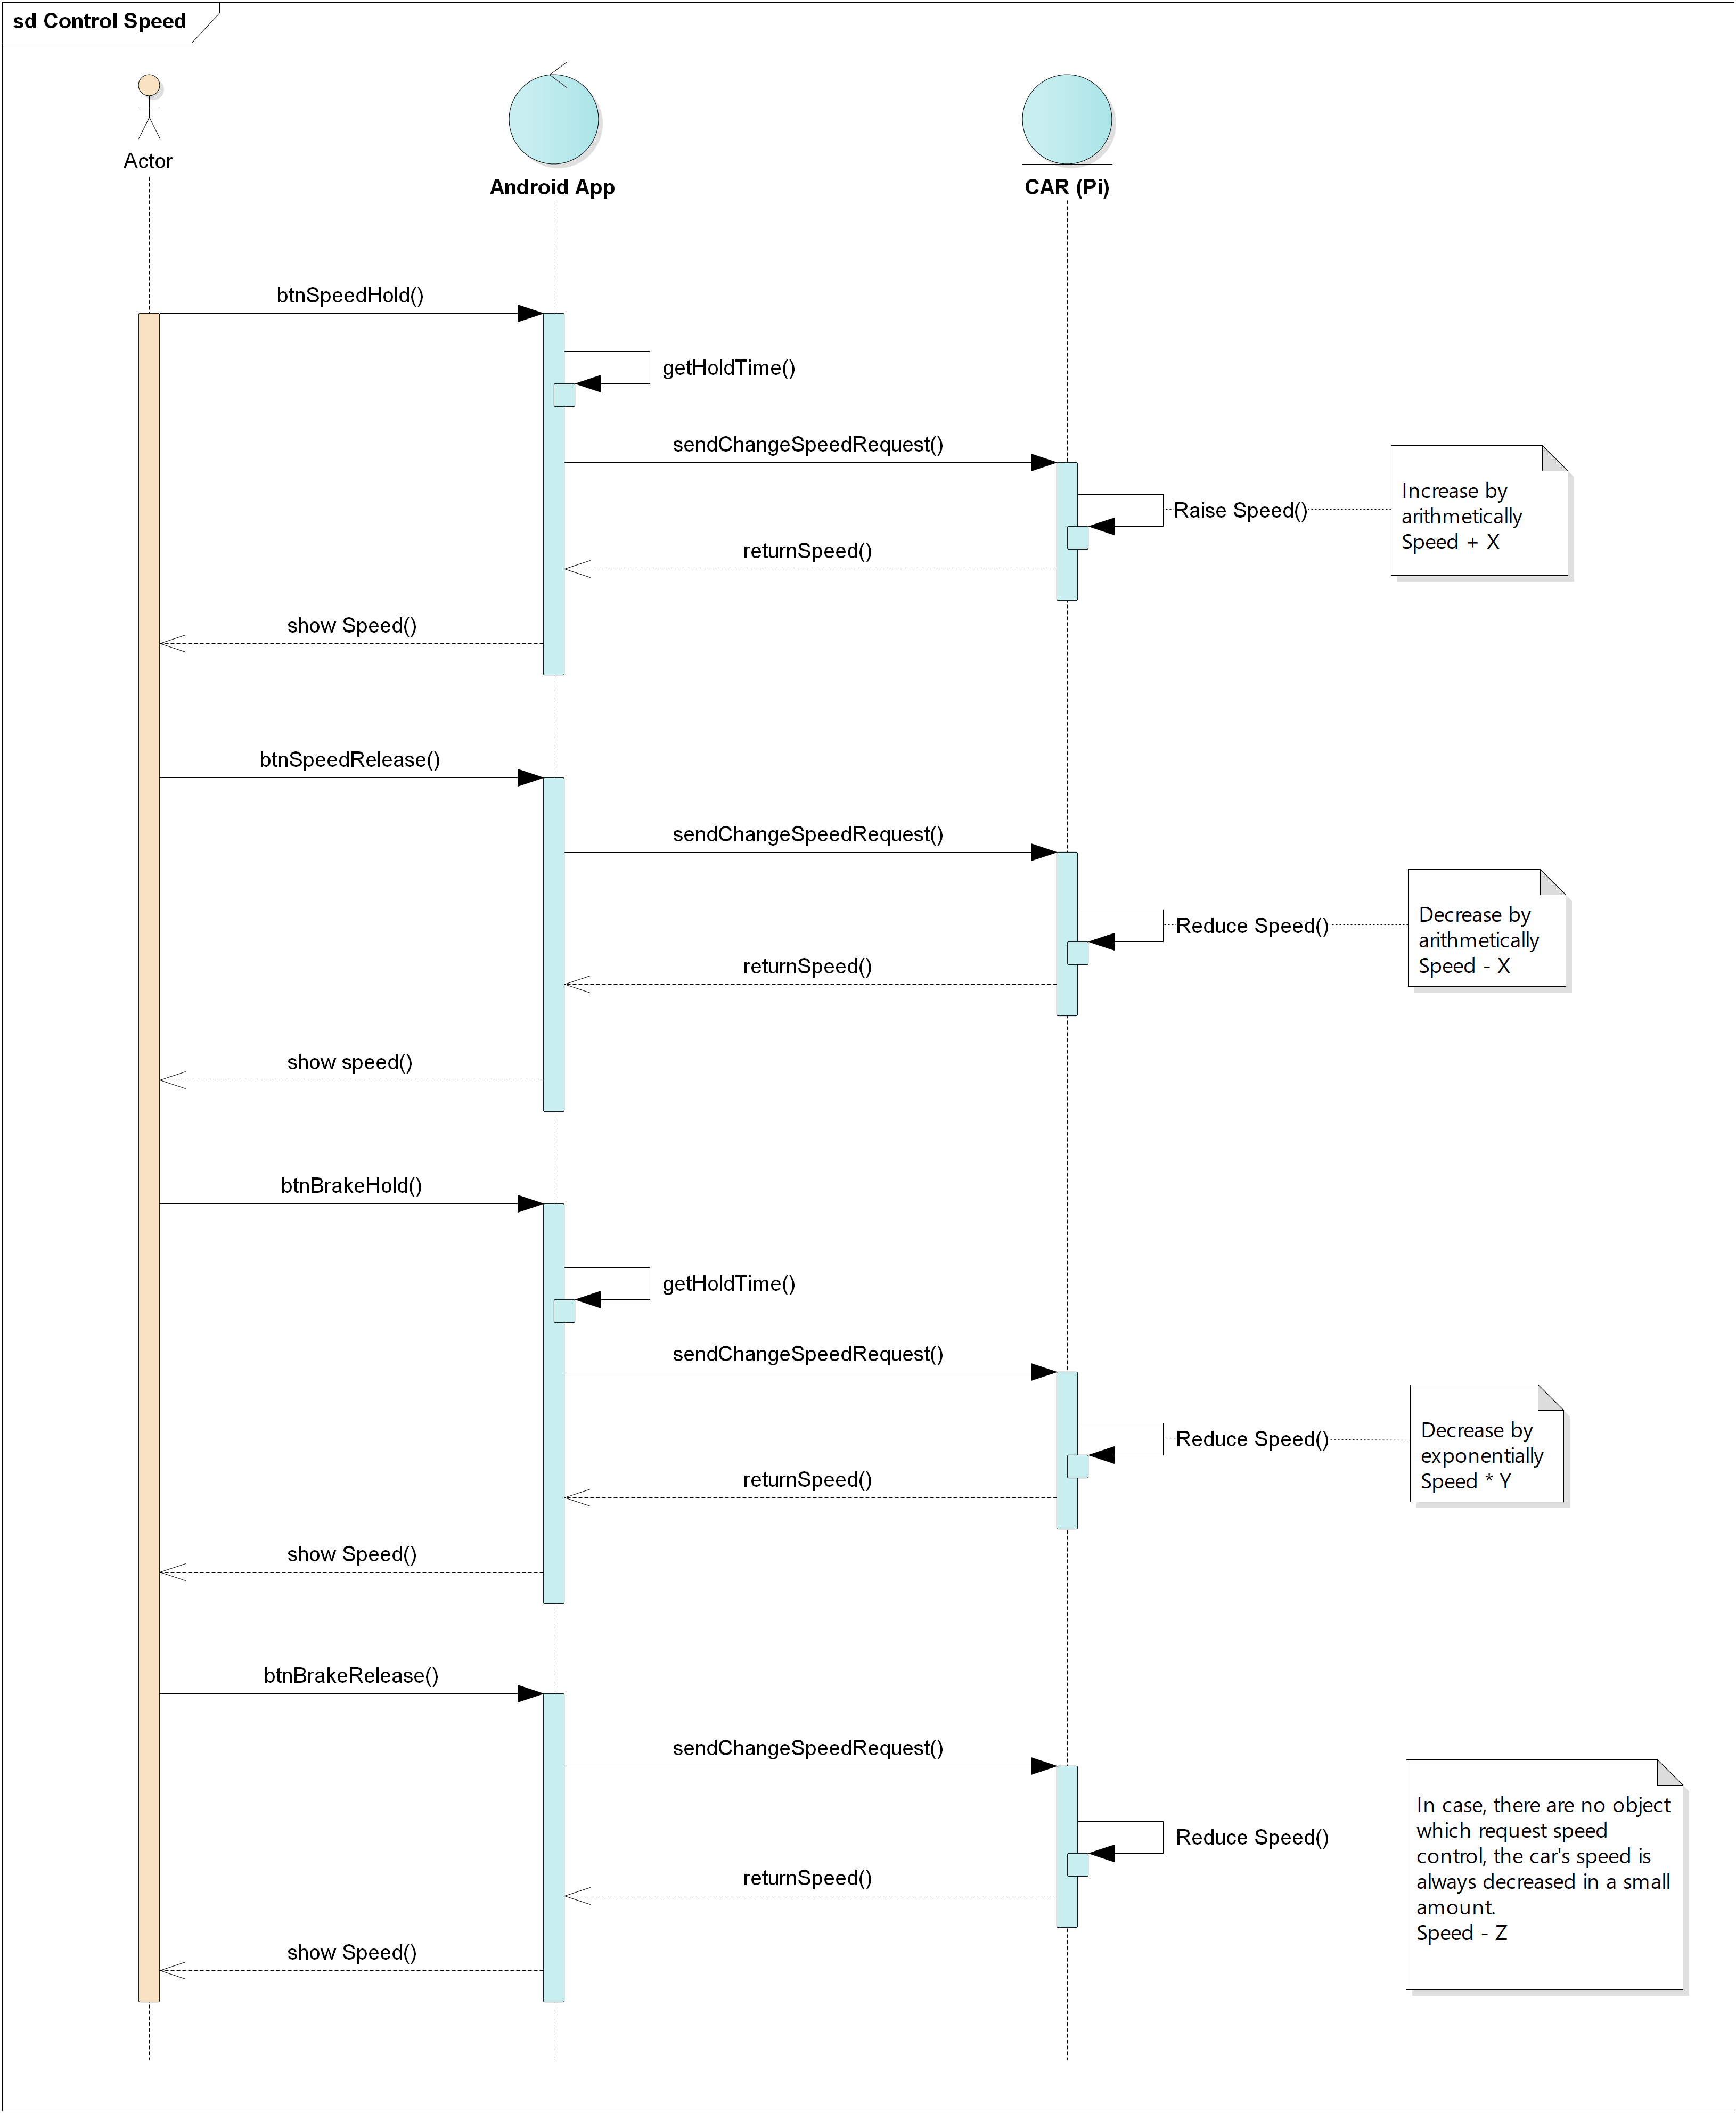 sd Control Speed
Actor
Android App
CAR (Pi)
btnSpeedHold()
getHoldTime()
sendChangeSpeedRequest()
Raise Speed()
Increase by
arithmetically
Speed + X
returnSpeed()
show Speed()
btnSpeedRelease()
sendChangeSpeedRequest()
Reduce Speed()
Decrease by
arithmetically
Speed - X
returnSpeed()
show speed()
btnBrakeHold()
getHoldTime()
sendChangeSpeedRequest()
Reduce Speed()
Decrease by
exponentially
Speed * Y
returnSpeed()
show Speed()
btnBrakeRelease()
sendChangeSpeedRequest()
Reduce Speed()
In case, there are no object
which request speed
control, the car's speed is
always decreased in a small
amount.
Speed - Z
returnSpeed()
show Speed()